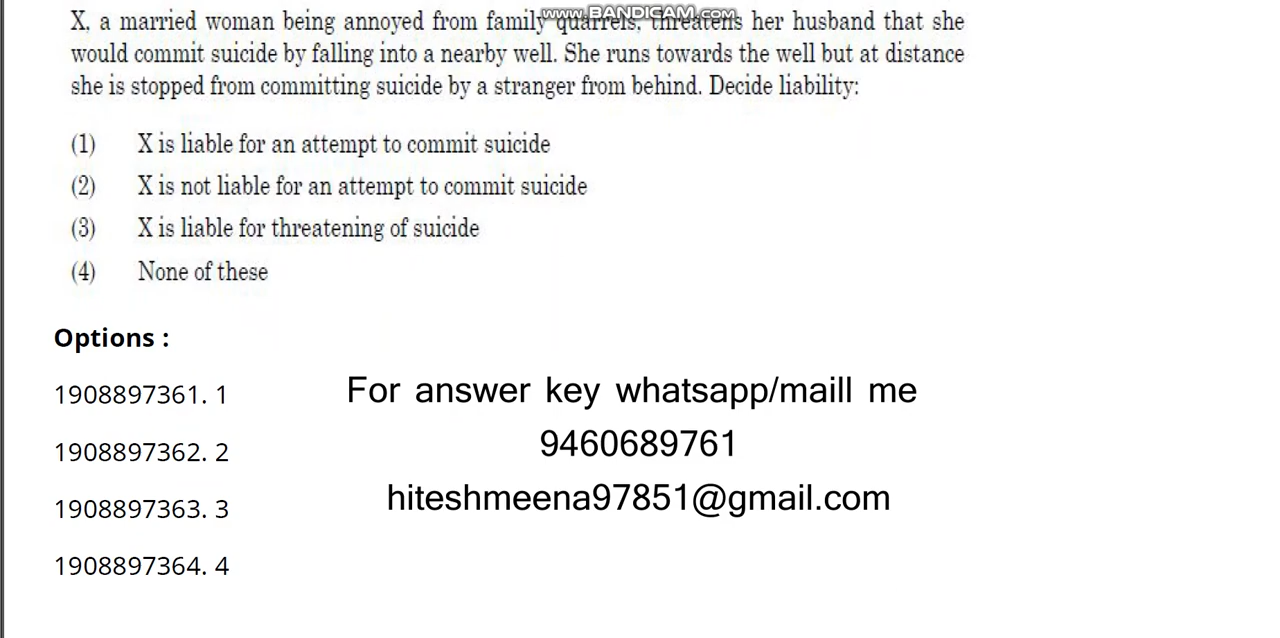 www.BANDICAM.com
X, a married woman being annoyed from family quarrels, threatens her husband that she
would commit suicide by falling into a nearby well. She runs towards the well but at distance
she is stopped from committing suicide by a stranger from behind. Decide liability:
(1) X is liable for an attempt to commit suicide
(2) X is not liable for an attempt to commit suicide
(3) X is liable for threatening of suicide
(4) None of these
Options :
1908897361. 1
For answer key whatsapp/maill me
1908897362. 2
9460689761
1908897363. 3
hiteshmeena97851@gmail.com
1908897364. 4